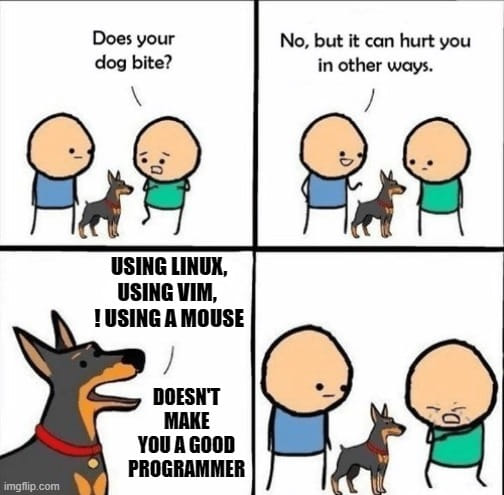 Does your
dog bite?
No, but it can hurt you
in other ways.
USING LINUX,
USING VIM,
! USING A MOUSE
DOESN'T
MAKE
YOU A GOOD
PROGRAMMER
imgflip.com